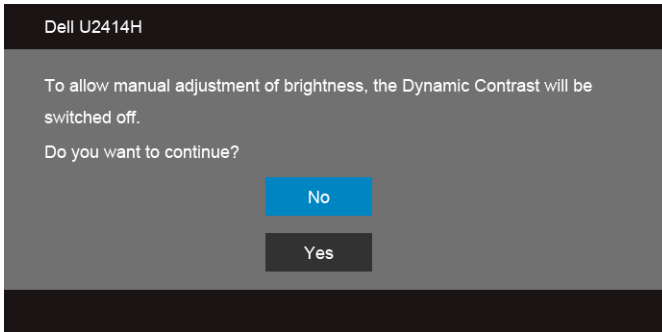 Dell U2414H
To allow manual adjustment of brightness, the Dynamic Contrast will be
switched off.
Do you want to continue?
No
Yes